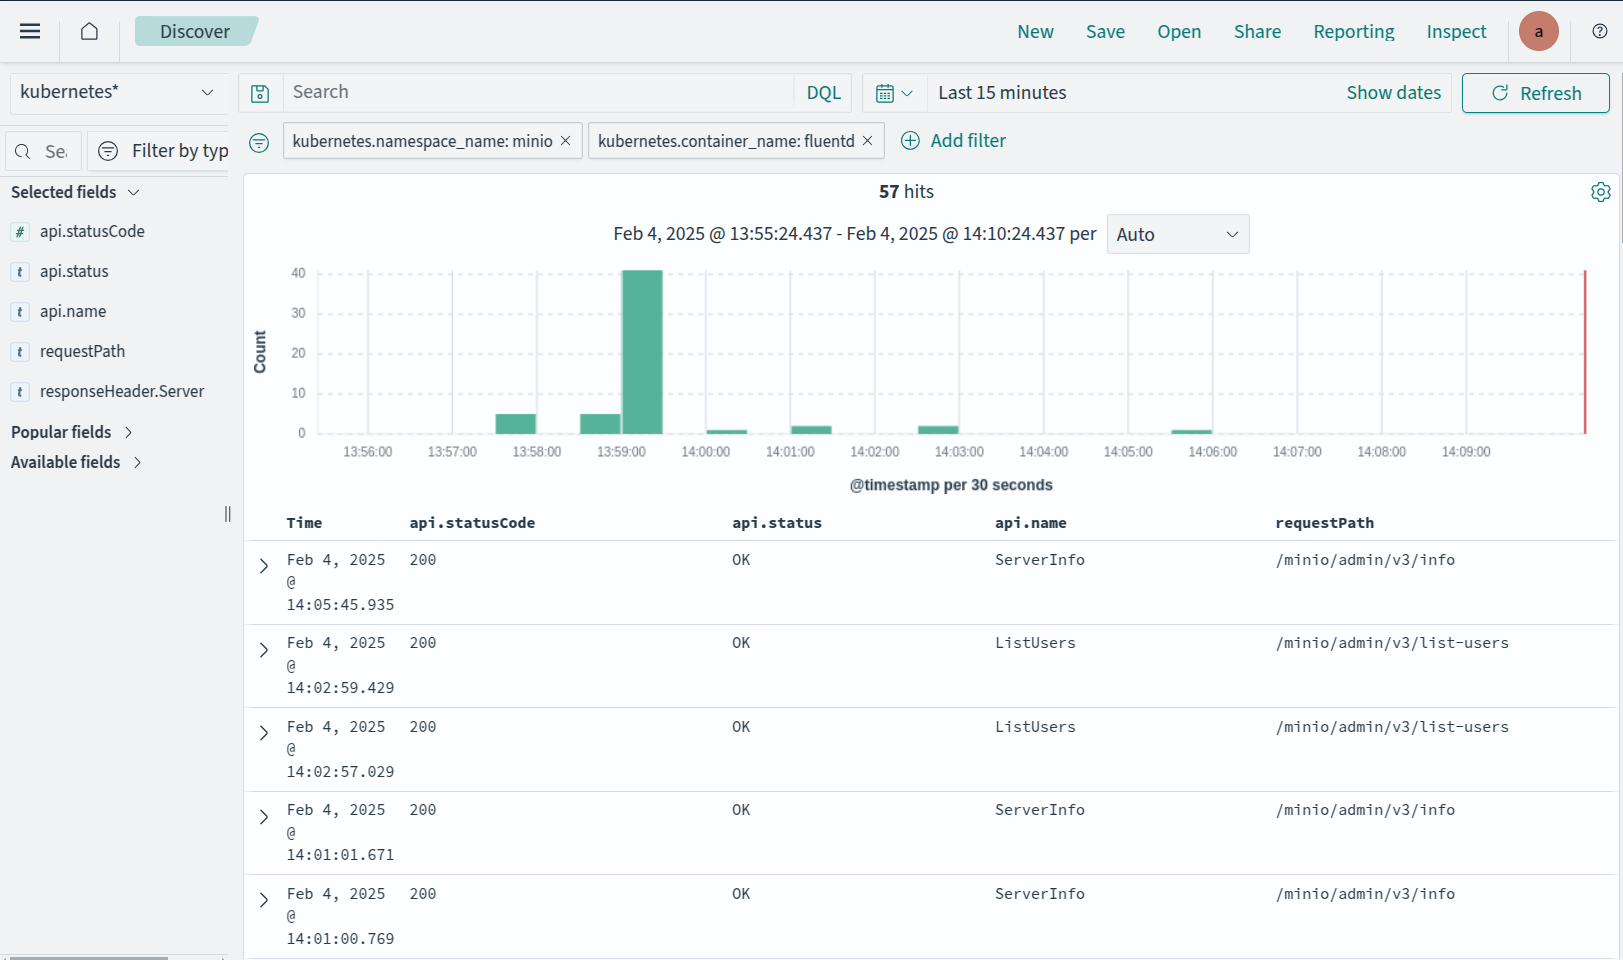 Discover
New Save Open Share Reporting Inspect a
kubernetes*
Search DQL Last 15 minutes Show dates Refresh
kubernetes.namespace_name: minio kubernetes.container_name: fluentd Add filter
Filter by typ
Selected fields
# api.statusCode
t api.status
t api.name
t requestPath
t responseHeader.Server
Popular fields
Available fields
57 hits
Feb 4, 2025 @ 13:55:24.437 - Feb 4, 2025 @ 14:10:24.437 per Auto
Count
40
30
20
10
0
13:56:00 13:57:00 13:58:00 13:59:00 14:00:00 14:01:00 14:02:00 14:03:00 14:04:00 14:05:00 14:06:00 14:07:00 14:08:00 14:09:00
@timestamp per 30 seconds
Time api.statusCode api.status api.name requestPath
Feb 4, 2025 200 OK ServerInfo /minio/admin/v3/info
@
14:05:45.935
Feb 4, 2025 200 OK ListUsers /minio/admin/v3/list-users
@
14:02:59.429
Feb 4, 2025 200 OK ListUsers /minio/admin/v3/list-users
@
14:02:57.029
Feb 4, 2025 200 OK ServerInfo /minio/admin/v3/info
@
14:01:01.671
Feb 4, 2025 200 OK ServerInfo /minio/admin/v3/info
@
14:01:00.769